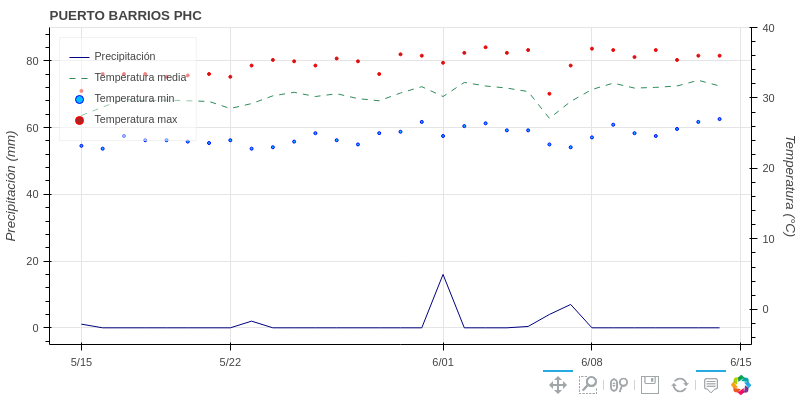 PUERTO BARRIOS PHC
Precipitación
Temperatura media
Temperatura min
Temperatura max
Precipitación (mm)
80
60
40
20
0
Temperatura (°C)
40
30
20
10
0
5/15
5/22
6/01
6/08
6/15